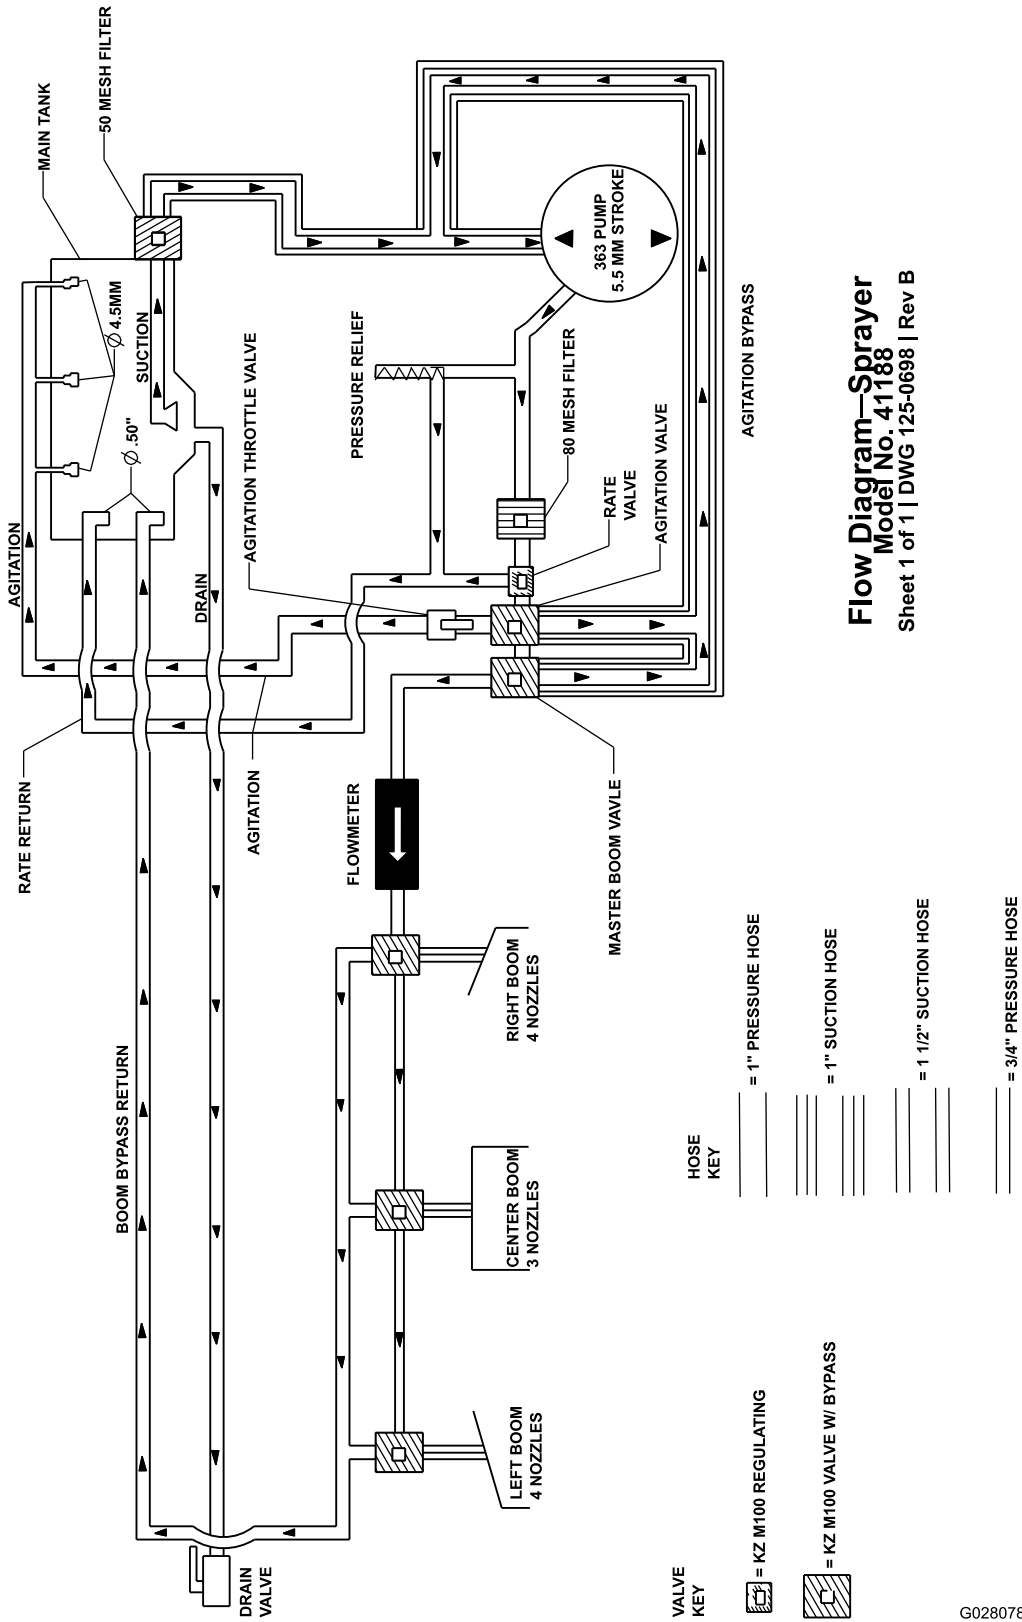 50 MESH FILTER
MAIN TANK
Ø 4.5MM
SUCTION
Ø .50"
AGITATION
DRAIN
RATE RETURN
AGITATION
BOOM BYPASS RETURN
DRAIN
VALVE
AGITATION THROTTLE VALVE
PRESSURE RELIEF
363 PUMP
5.5 MM STROKE
80 MESH FILTER
RATE
VALVE
AGITATION VALVE
AGITATION BYPASS
FLOWMETER
MASTER BOOM VAVLE
RIGHT BOOM
4 NOZZLES
CENTER BOOM
3 NOZZLES
LEFT BOOM
4 NOZZLES
Flow Diagram—Sprayer
Model No. 41188
Sheet 1 of 1 | DWG 125-0698 | Rev B
HOSE
KEY
= 1" PRESSURE HOSE
= 1" SUCTION HOSE
= 1 1/2" SUCTION HOSE
= 3/4" PRESSURE HOSE
VALVE
KEY
= KZ M100 REGULATING
= KZ M100 VALVE W/ BYPASS
G028078